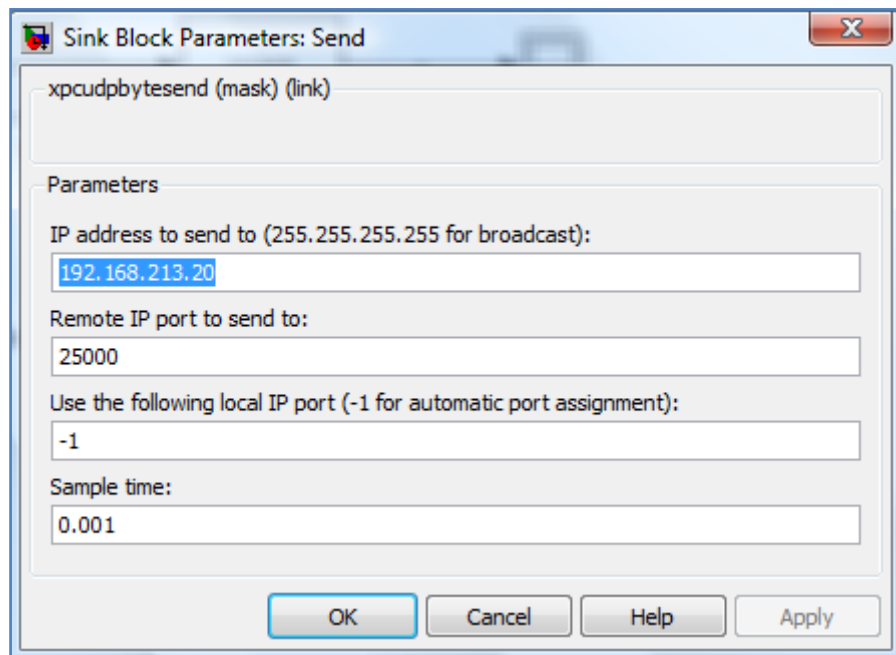 Sink Block Parameters: Send
xpcudpbytesend (mask) (link)
Parameters
IP address to send to (255.255.255.255 for broadcast):
192.168.213.20
Remote IP port to send to:
25000
Use the following local IP port (-1 for automatic port assignment):
-1
Sample time:
0.001
OK Cancel Help Apply